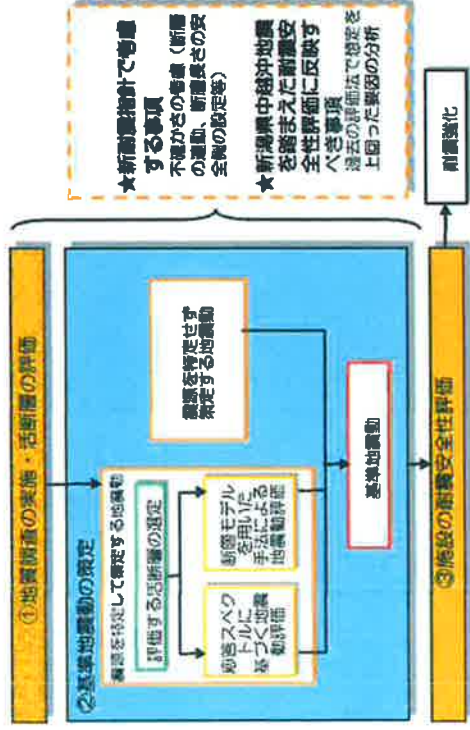 ①地質調査の実施・活断層の評価
②基準地震動の策定
震源を特定して策定する地震動
評価する活断層の選定
応答スペク
トルに
基づく地震
動評価
断層モデル
を用いた
手法による
地震動評価
震源を特定せず
策定する地震動
基準地震動
③施設の耐震安全性評価
耐震強化
★新耐震指針で考慮
する事項
不確かさの考慮（断層
の連動、断層長さの安
全側の設定等）
★新潟県中越沖地震
を踏まえた耐震安
全性評価に反映す
べき事項
過去の評価法で想定を
上回った要因の分析